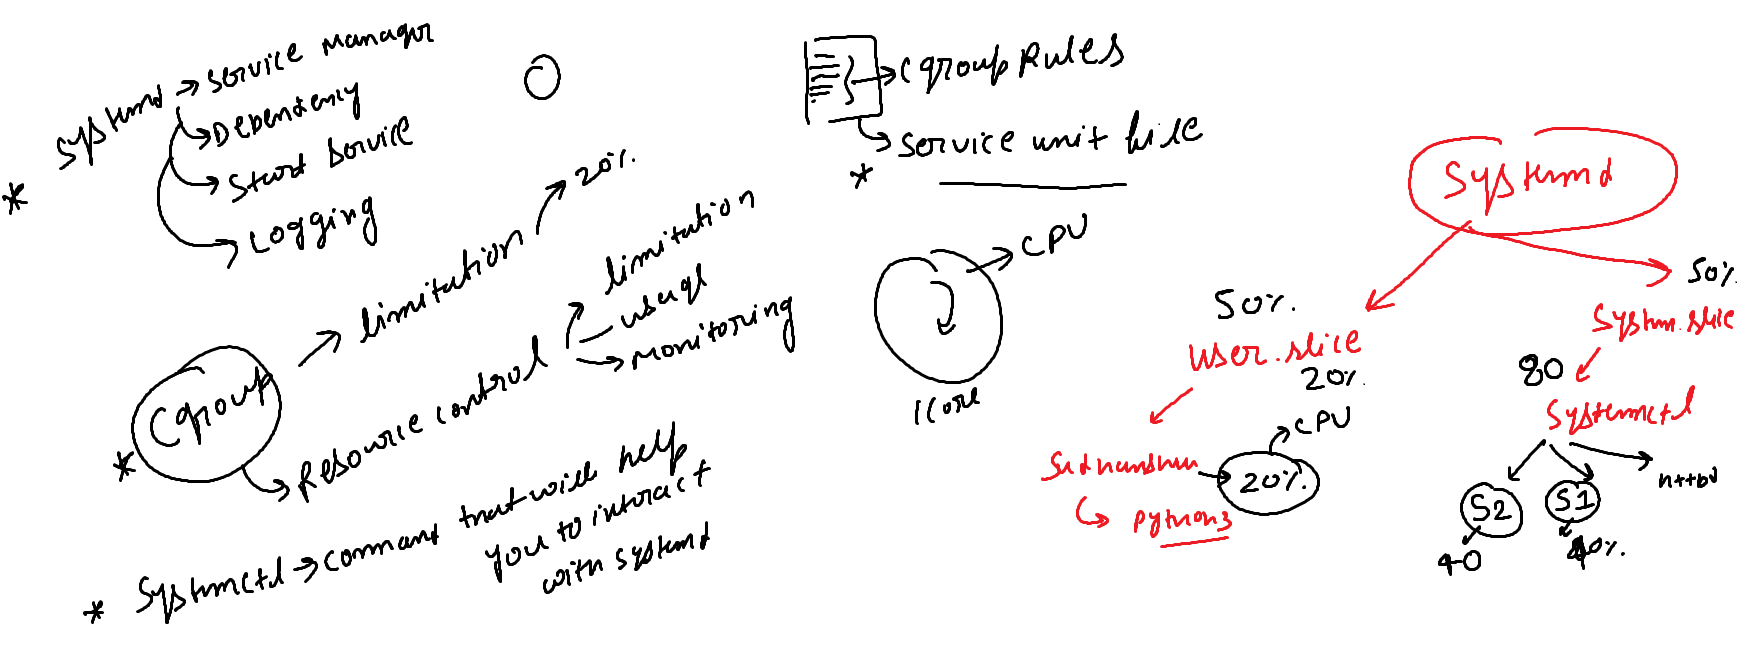 Systemd → Service Manager
→ Dependency
→ Start Service
→ Logging
*
Cgroup
→ limitation → 20%
→ Resource control
→ limitation
— usage
→ Monitoring
*
* Systemctl → command that will help
you to interact
with systemd
→ cgroup Rules
→ Service unit file
*
→ CPU
1 Core
Systemd
50%
user.slice
20%
→ CPU
→ 20%
↳ python3
50%
System.slice
80
Systemctl
S2
S1
httpd
40
40%